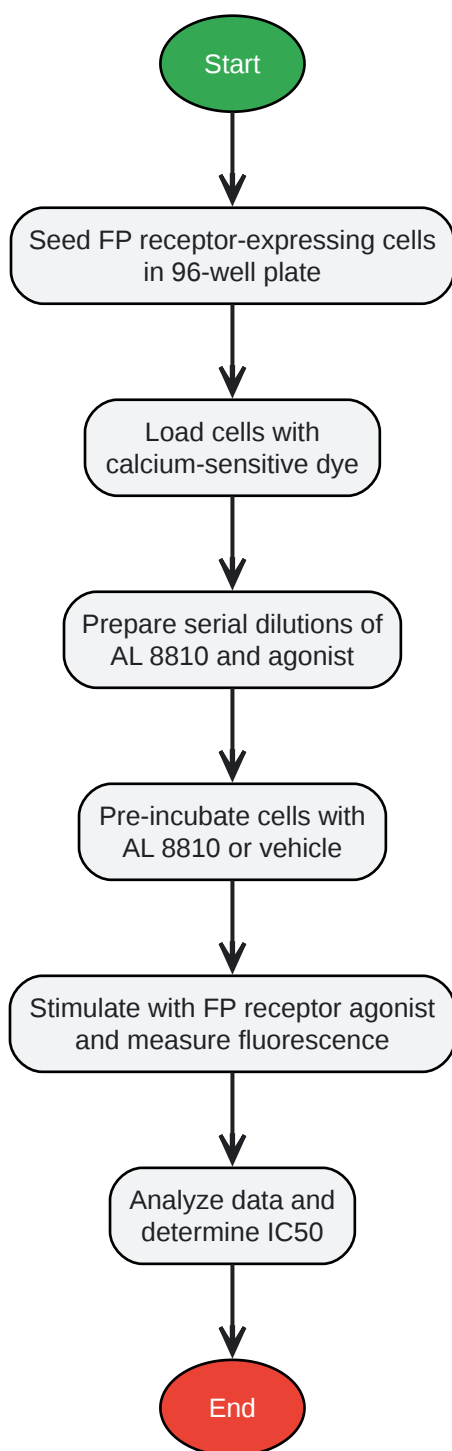 Start
Seed FP receptor-expressing cells
in 96-well plate
Load cells with
calcium-sensitive dye
Prepare serial dilutions of
AL 8810 and agonist
Pre-incubate cells with
AL 8810 or vehicle
Stimulate with FP receptor agonist
and measure fluorescence
Analyze data and
determine IC50
End